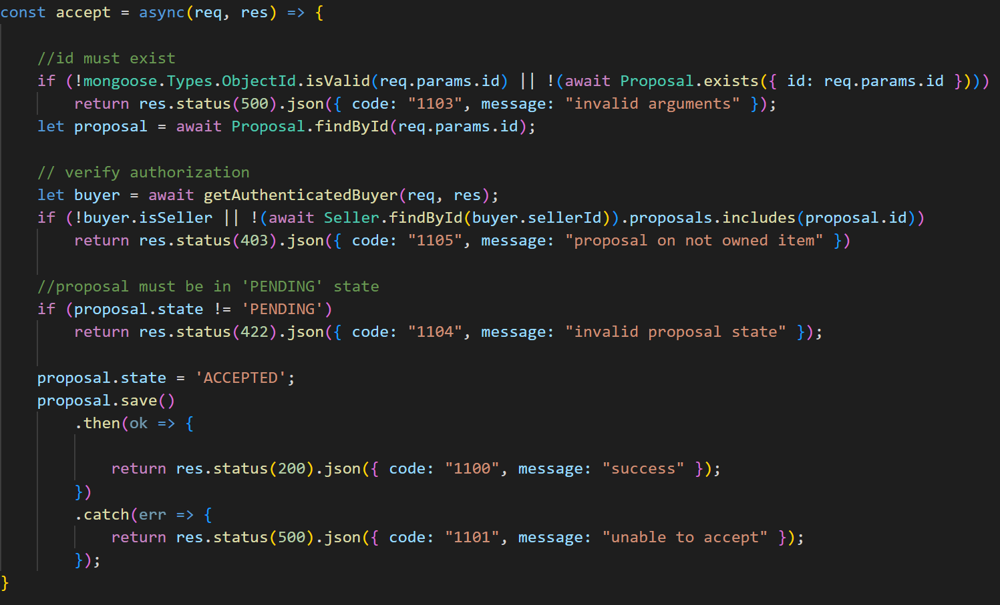 const accept = async(req, res) => {
//id must exist
if (!mongoose.Types.ObjectId.isValid(req.params.id) || !(await Proposal.exists({ id: req.params.id })))
return res.status(500).json({ code: "1103", message: "invalid arguments" });
let proposal = await Proposal.findById(req.params.id);
// verify authorization
let buyer = await getAuthenticatedBuyer(req, res);
if (!buyer.isSeller || !(await Seller.findById(buyer.sellerId)).proposals.includes(proposal.id))
return res.status(403).json({ code: "1105", message: "proposal on not owned item" })
//proposal must be in 'PENDING' state
if (proposal.state != 'PENDING')
return res.status(422).json({ code: "1104", message: "invalid proposal state" });
proposal.state = 'ACCEPTED';
proposal.save()
.then(ok => {
return res.status(200).json({ code: "1100", message: "success" });
})
.catch(err => {
return res.status(500).json({ code: "1101", message: "unable to accept" });
});
}